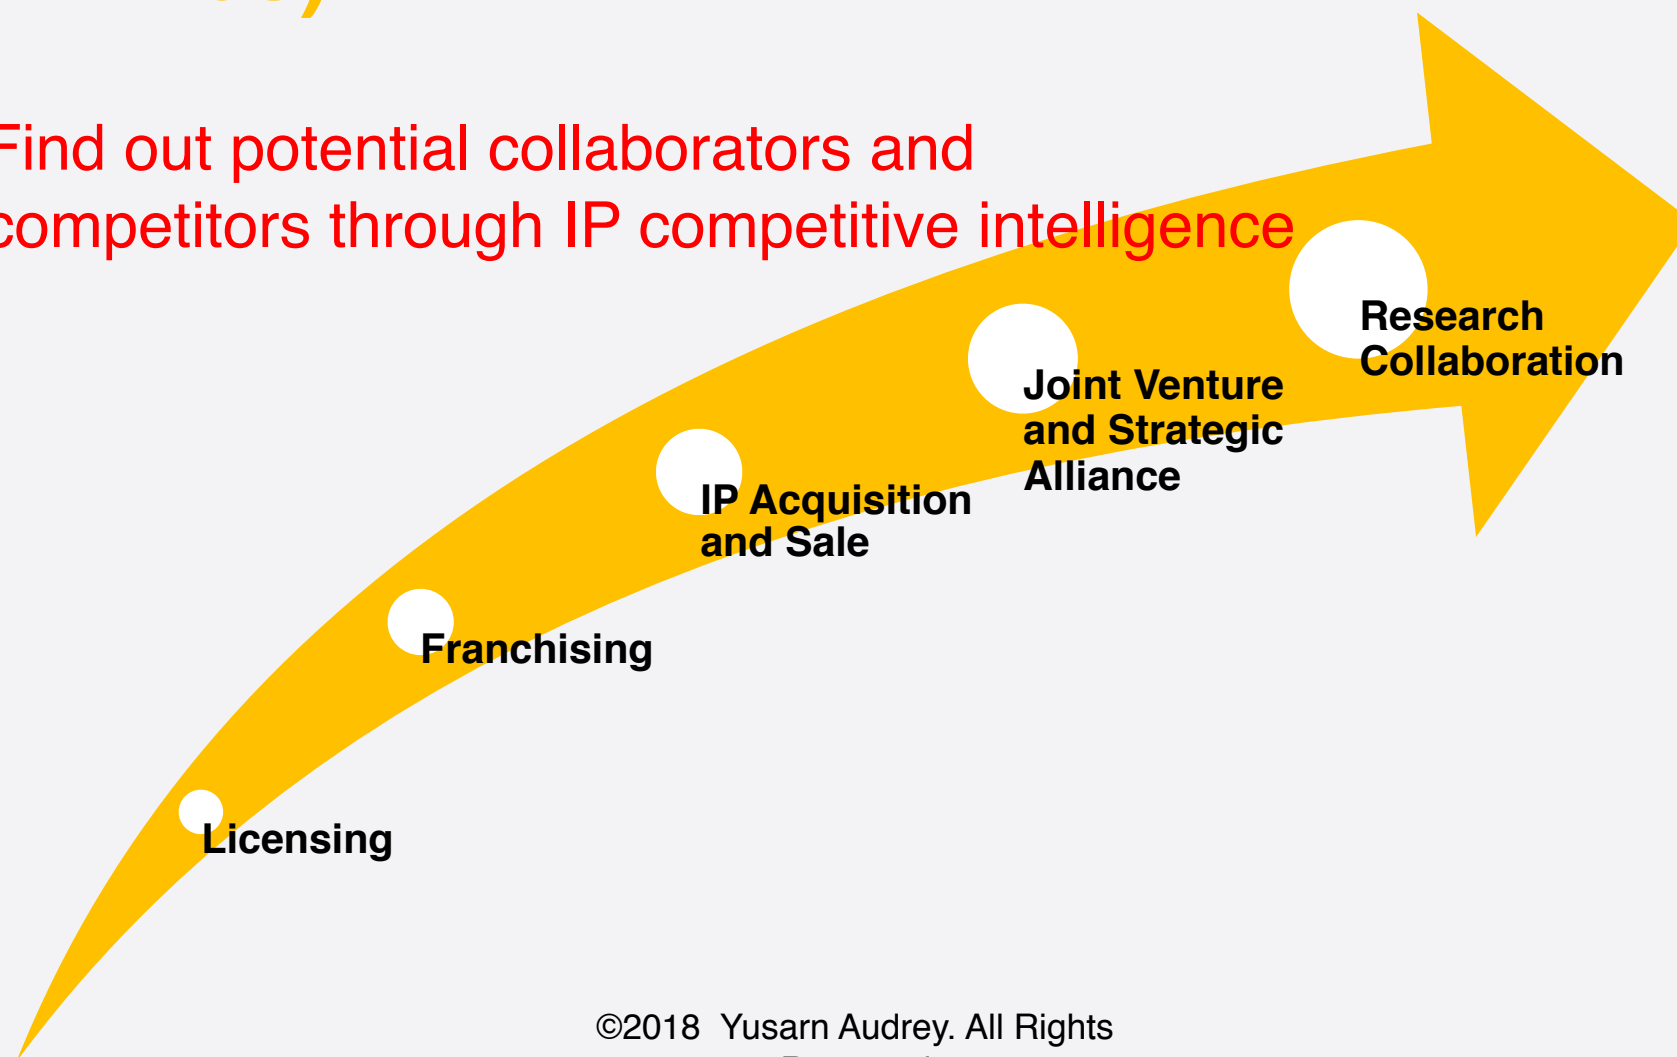 Find out potential collaborators and
competitors through IP competitive intelligence
Research
Collaboration
Joint Venture
and Strategic
Alliance
IP Acquisition
and Sale
Franchising
Licensing
©2018 Yusarn Audrey. All Rights